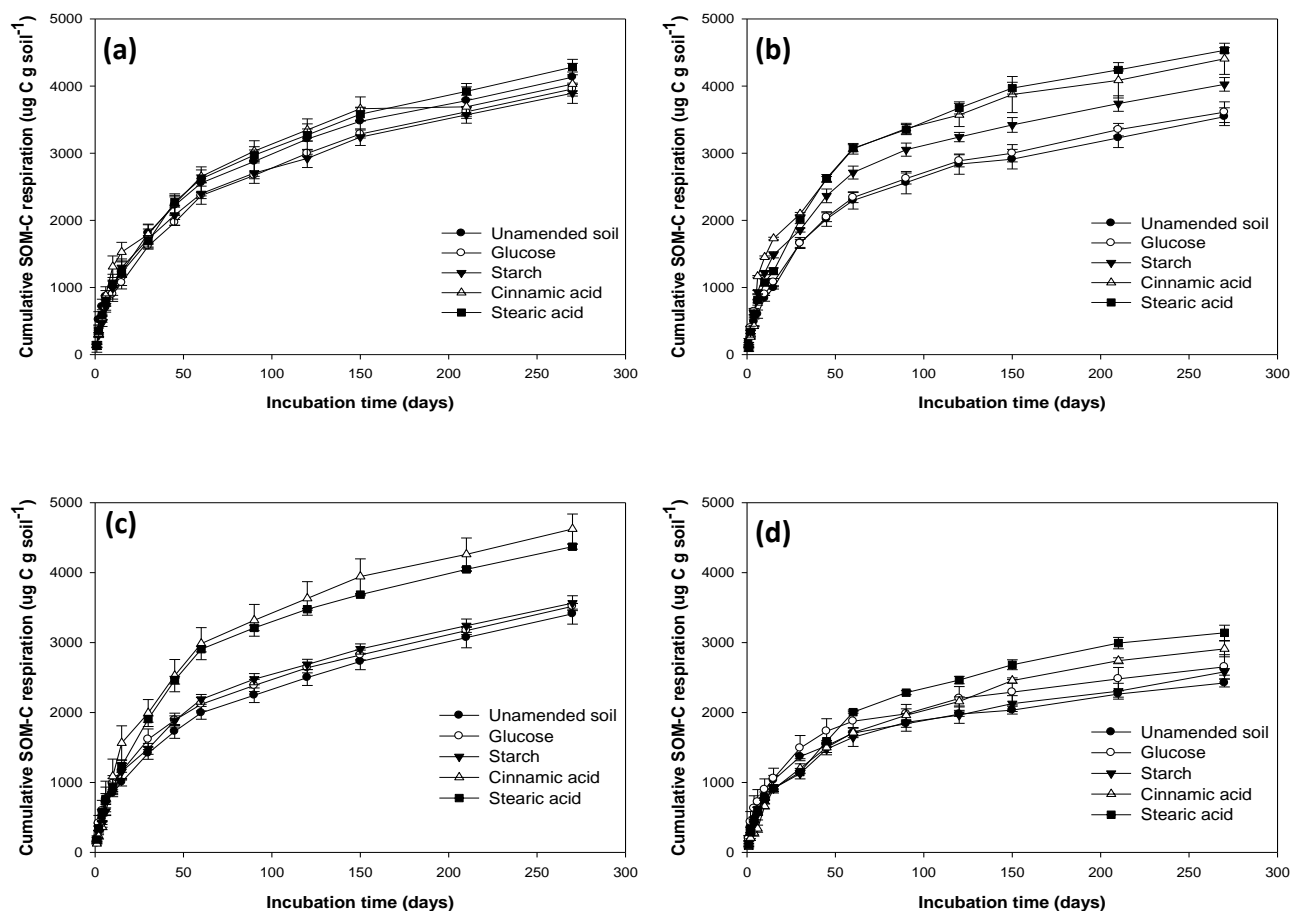 (a)
Cumulative SOM-C respiration (ug C g soil-1)
5000
4000
3000
2000
1000
0
Unamended soil
Glucose
Starch
Cinnamic acid
Stearic acid
0 50 100 150 200 250 300
Incubation time (days)
(b)
Cumulative SOM-C respiration (ug C g soil-1)
5000
4000
3000
2000
1000
0
Unamended soil
Glucose
Starch
Cinnamic acid
Stearic acid
0 50 100 150 200 250 300
Incubation time (days)
(c)
Cumulative SOM-C respiration (ug C g soil-1)
5000
4000
3000
2000
1000
0
Unamended soil
Glucose
Starch
Cinnamic acid
Stearic acid
0 50 100 150 200 250 300
Incubation time (days)
(d)
Cumulative SOM-C respiration (ug C g soil-1)
5000
4000
3000
2000
1000
0
Unamended soil
Glucose
Starch
Cinnamic acid
Stearic acid
0 50 100 150 200 250 300
Incubation time (days)